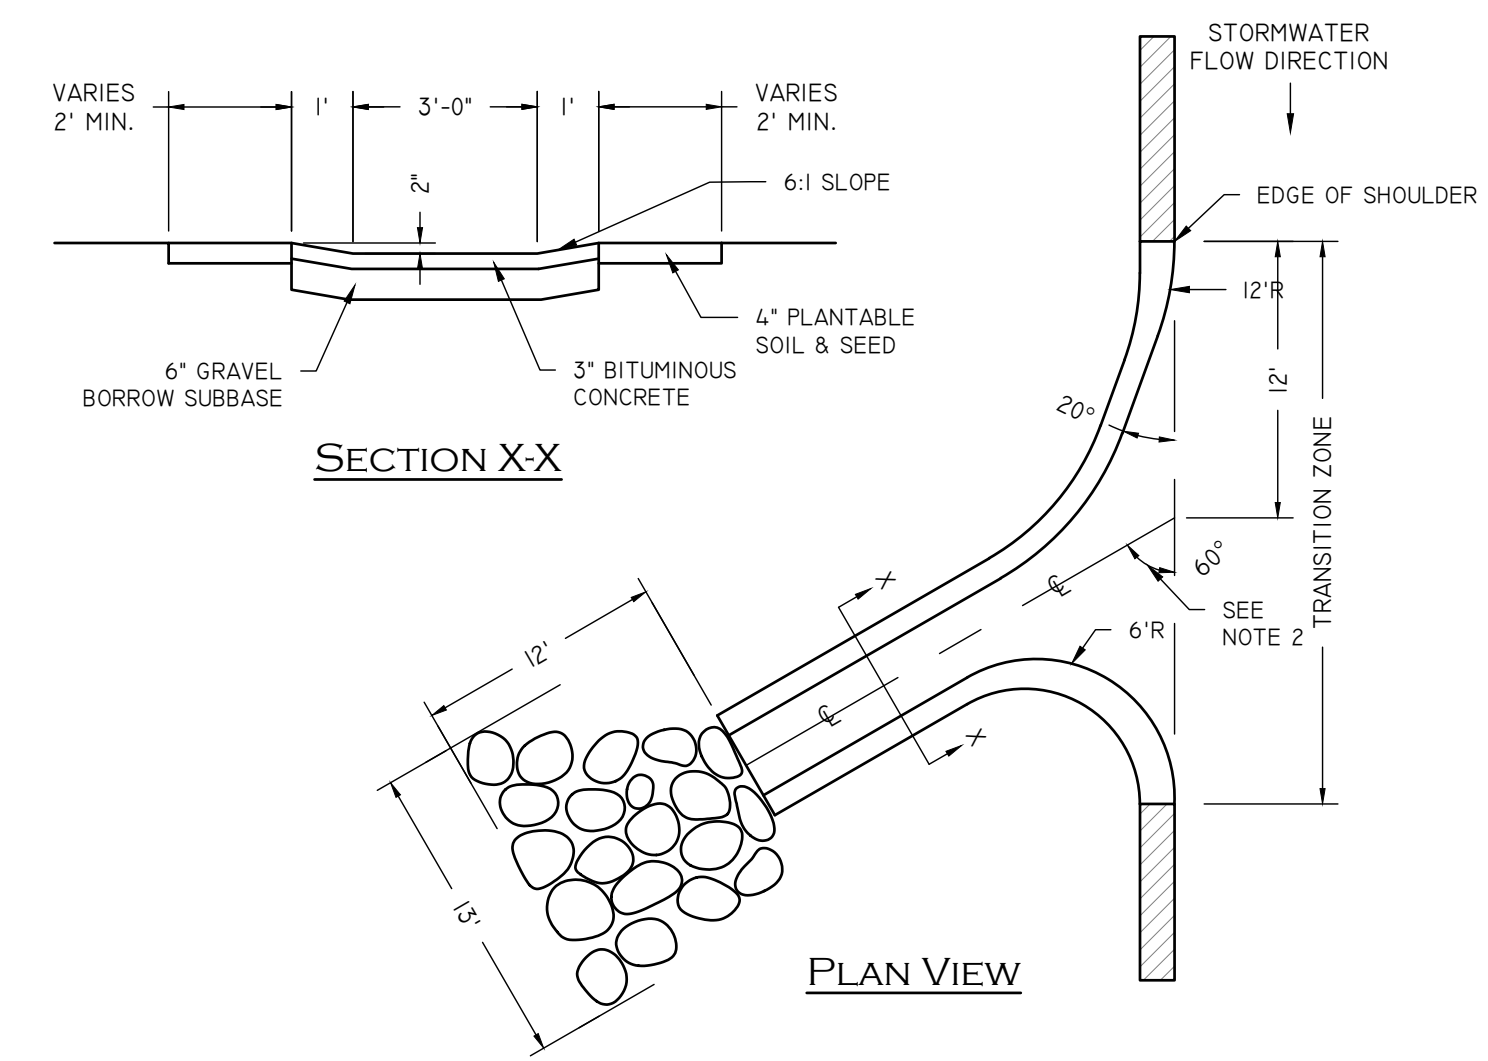 STORMWATER
FLOW DIRECTION
VARIES
2' MIN.
1'
3'-0"
1'
VARIES
2' MIN.
2"
6:1 SLOPE
EDGE OF SHOULDER
12'R
4" PLANTABLE
SOIL & SEED
6" GRAVEL
BORROW SUBBASE
3" BITUMINOUS
CONCRETE
SECTION X-X
20°
12'
TRANSITION ZONE
60°
SEE
NOTE 2
6'R
X
℄
12'
℄
X
13'
PLAN VIEW